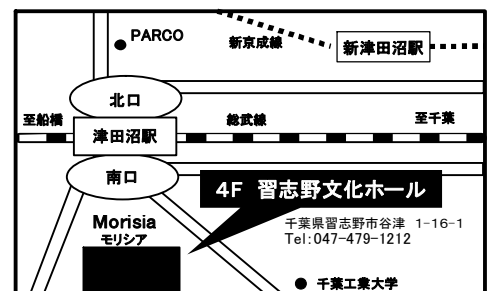 PARCO
新京成線
新津田沼駅
北口
至船橋
津田沼駅
総武線
至千葉
南口
4F 習志野文化ホール
Morisia
モリシア
千葉県習志野市谷津 1-16-1
Tel:047-479-1212
千葉工業大学